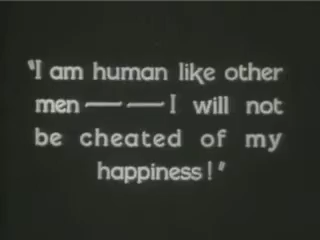 "I am human like other
men — — I will not
be cheated of my
happiness!"